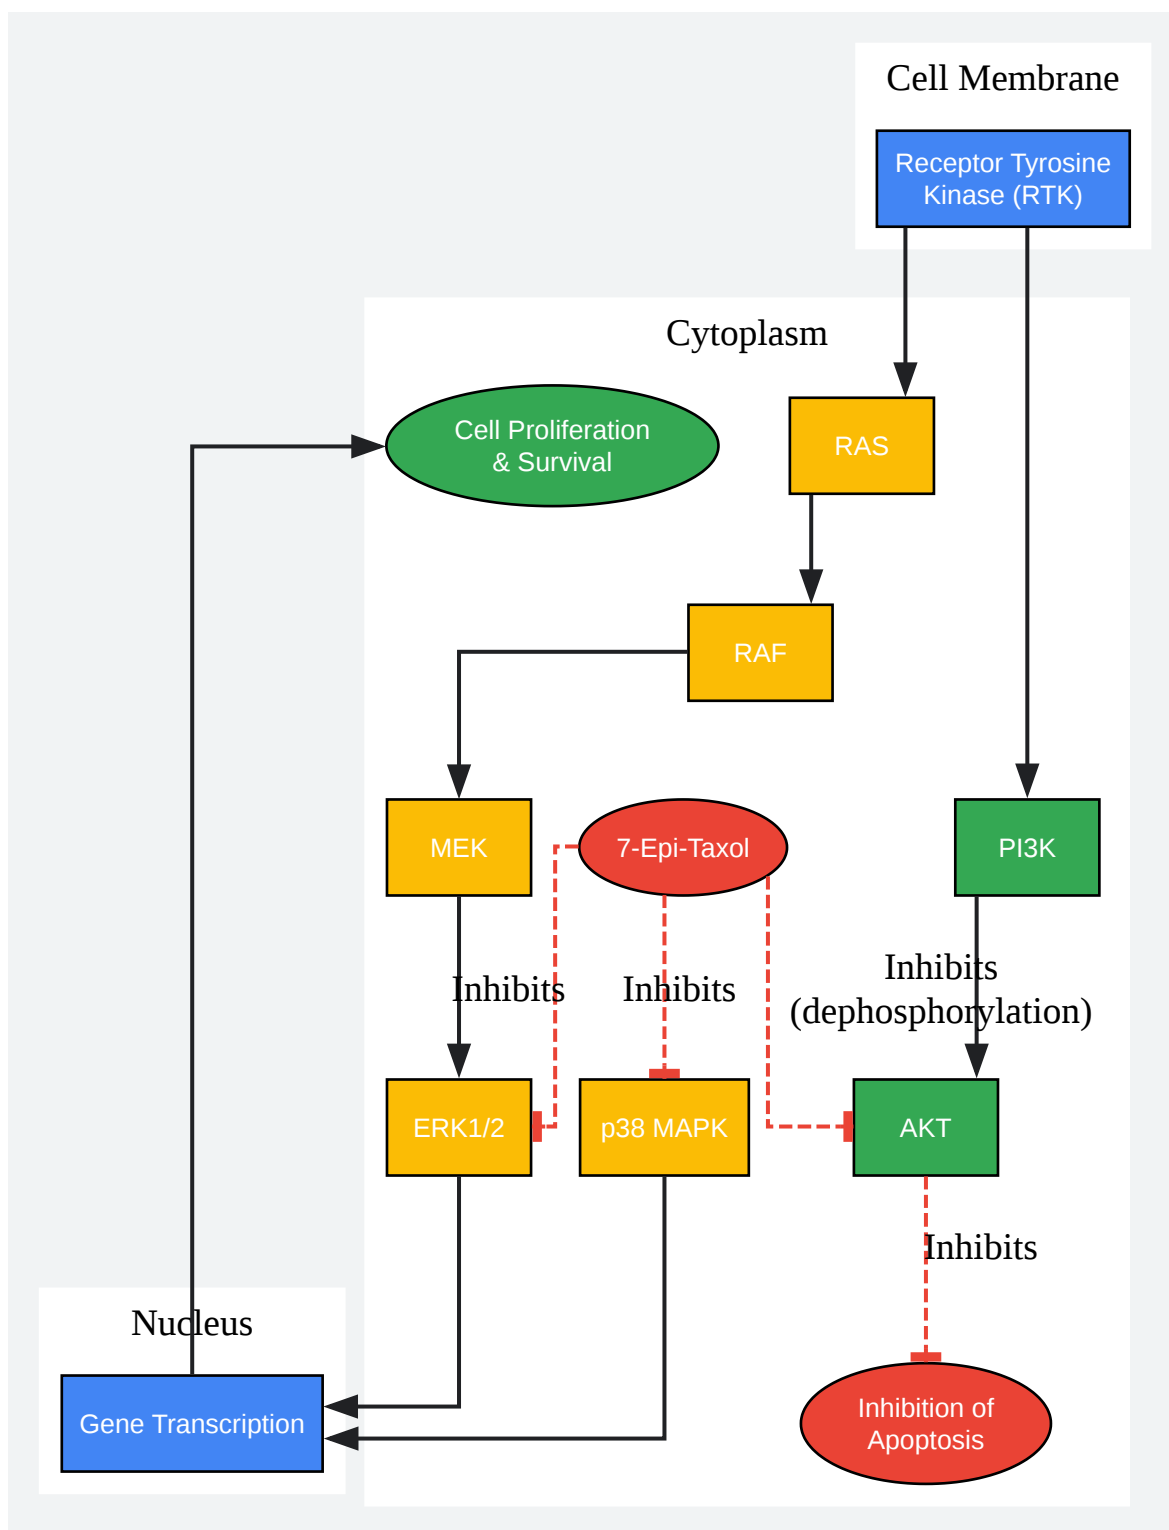 Cell Membrane
Receptor Tyrosine
Kinase (RTK)
Cytoplasm
Cell Proliferation
& Survival
RAS
RAF
MEK
7-Epi-Taxol
PI3K
Inhibits
Inhibits
Inhibits
(dephosphorylation)
ERK1/2
p38 MAPK
AKT
Inhibits
Nucleus
Gene Transcription
Inhibition of
Apoptosis